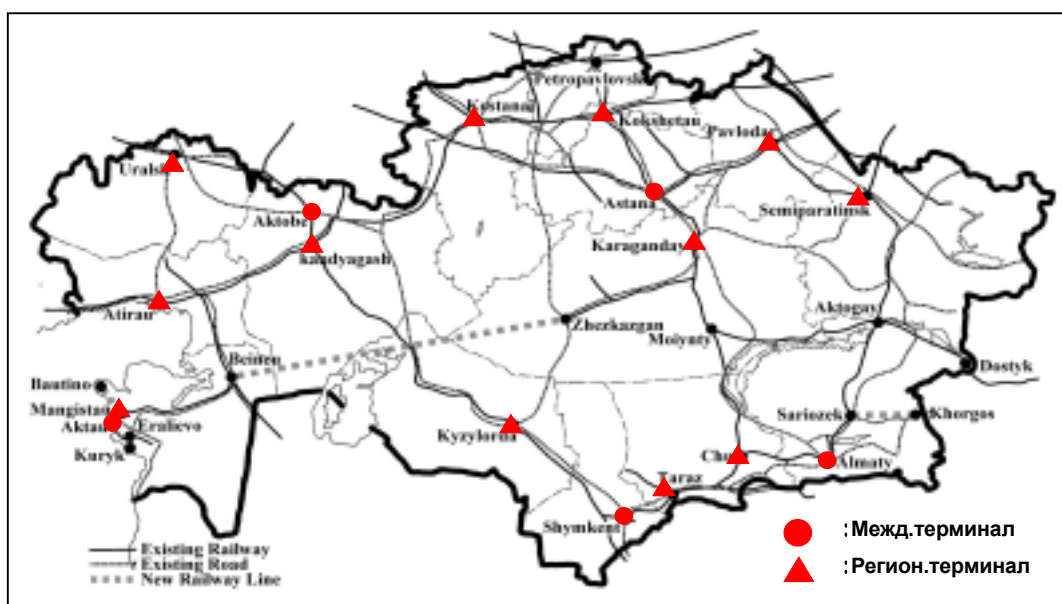 Petropavlovsk
Kostanai
Kokshetau
Pavlodar
Uralsk
Astana
Semiparatinsk
Aktobe
Karaganday
kandyagash
Atirau
Aktogay
Zhezkazgan
Moiynty
Beineu
Dostyk
Bautino
Mangistau
Sariozek
Khorgos
Aktau
Eralievo
Kyzylorda
Kuryk
Chu
Almaty
Taraz
Shymkent
:Межд.терминал
Existing Railway
Existing Road
:Регион.терминал
New Railway Line